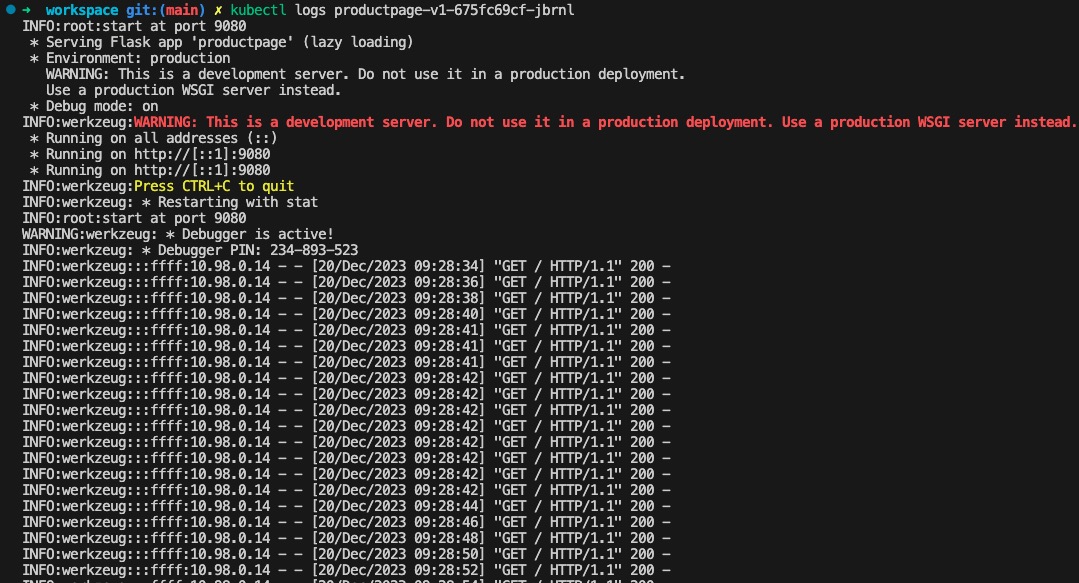 ➜ workspace git:(main) ✗ kubectl logs productpage-v1-675fc69cf-jbrnl
INFO:root:start at port 9080
 * Serving Flask app 'productpage' (lazy loading)
 * Environment: production
   WARNING: This is a development server. Do not use it in a production deployment.
   Use a production WSGI server instead.
 * Debug mode: on
INFO:werkzeug:WARNING: This is a development server. Do not use it in a production deployment. Use a production WSGI server instead.
 * Running on all addresses (::)
 * Running on http://[::1]:9080
 * Running on http://[::1]:9080
INFO:werkzeug:Press CTRL+C to quit
INFO:werkzeug: * Restarting with stat
INFO:root:start at port 9080
WARNING:werkzeug: * Debugger is active!
INFO:werkzeug: * Debugger PIN: 234-893-523
INFO:werkzeug:::ffff:10.98.0.14 - - [20/Dec/2023 09:28:34] "GET / HTTP/1.1" 200 -
INFO:werkzeug:::ffff:10.98.0.14 - - [20/Dec/2023 09:28:36] "GET / HTTP/1.1" 200 -
INFO:werkzeug:::ffff:10.98.0.14 - - [20/Dec/2023 09:28:38] "GET / HTTP/1.1" 200 -
INFO:werkzeug:::ffff:10.98.0.14 - - [20/Dec/2023 09:28:40] "GET / HTTP/1.1" 200 -
INFO:werkzeug:::ffff:10.98.0.14 - - [20/Dec/2023 09:28:41] "GET / HTTP/1.1" 200 -
INFO:werkzeug:::ffff:10.98.0.14 - - [20/Dec/2023 09:28:41] "GET / HTTP/1.1" 200 -
INFO:werkzeug:::ffff:10.98.0.14 - - [20/Dec/2023 09:28:41] "GET / HTTP/1.1" 200 -
INFO:werkzeug:::ffff:10.98.0.14 - - [20/Dec/2023 09:28:42] "GET / HTTP/1.1" 200 -
INFO:werkzeug:::ffff:10.98.0.14 - - [20/Dec/2023 09:28:42] "GET / HTTP/1.1" 200 -
INFO:werkzeug:::ffff:10.98.0.14 - - [20/Dec/2023 09:28:42] "GET / HTTP/1.1" 200 -
INFO:werkzeug:::ffff:10.98.0.14 - - [20/Dec/2023 09:28:42] "GET / HTTP/1.1" 200 -
INFO:werkzeug:::ffff:10.98.0.14 - - [20/Dec/2023 09:28:42] "GET / HTTP/1.1" 200 -
INFO:werkzeug:::ffff:10.98.0.14 - - [20/Dec/2023 09:28:42] "GET / HTTP/1.1" 200 -
INFO:werkzeug:::ffff:10.98.0.14 - - [20/Dec/2023 09:28:42] "GET / HTTP/1.1" 200 -
INFO:werkzeug:::ffff:10.98.0.14 - - [20/Dec/2023 09:28:42] "GET / HTTP/1.1" 200 -
INFO:werkzeug:::ffff:10.98.0.14 - - [20/Dec/2023 09:28:44] "GET / HTTP/1.1" 200 -
INFO:werkzeug:::ffff:10.98.0.14 - - [20/Dec/2023 09:28:46] "GET / HTTP/1.1" 200 -
INFO:werkzeug:::ffff:10.98.0.14 - - [20/Dec/2023 09:28:48] "GET / HTTP/1.1" 200 -
INFO:werkzeug:::ffff:10.98.0.14 - - [20/Dec/2023 09:28:50] "GET / HTTP/1.1" 200 -
INFO:werkzeug:::ffff:10.98.0.14 - - [20/Dec/2023 09:28:52] "GET / HTTP/1.1" 200 -